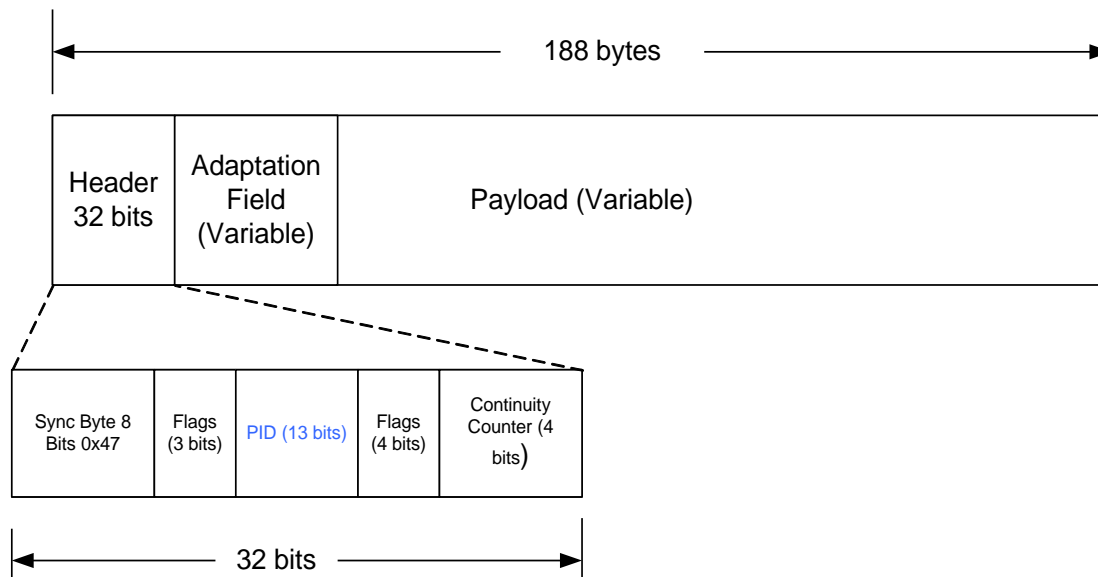 188 bytes
Header
32 bits
Adaptation
Field
(Variable)
Payload (Variable)
Sync Byte 8
Bits 0x47
Flags
(3 bits)
PID (13 bits)
Flags
(4 bits)
Continuity
Counter (4
bits)
32 bits